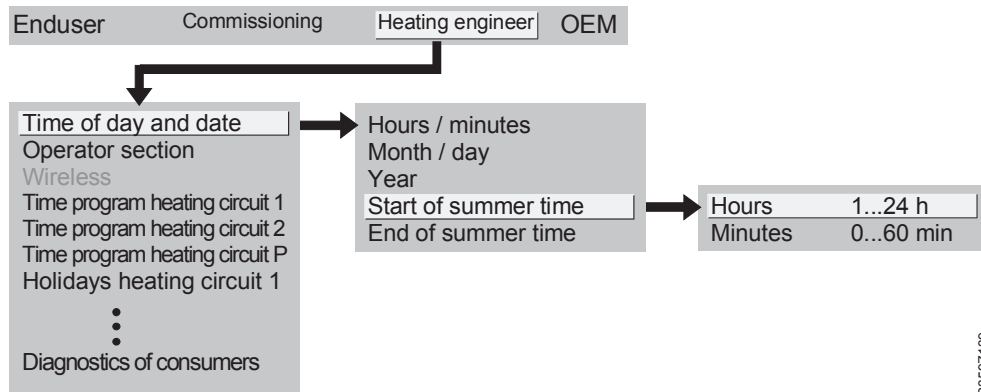 Enduser Commissioning Heating engineer OEM
Time of day and date
Operator section
Wireless
Time program heating circuit 1
Time program heating circuit 2
Time program heating circuit P
Holidays heating circuit 1
Diagnostics of consumers
Hours / minutes
Month / day
Year
Start of summer time
End of summer time
Hours 1...24 h
Minutes 0...60 min